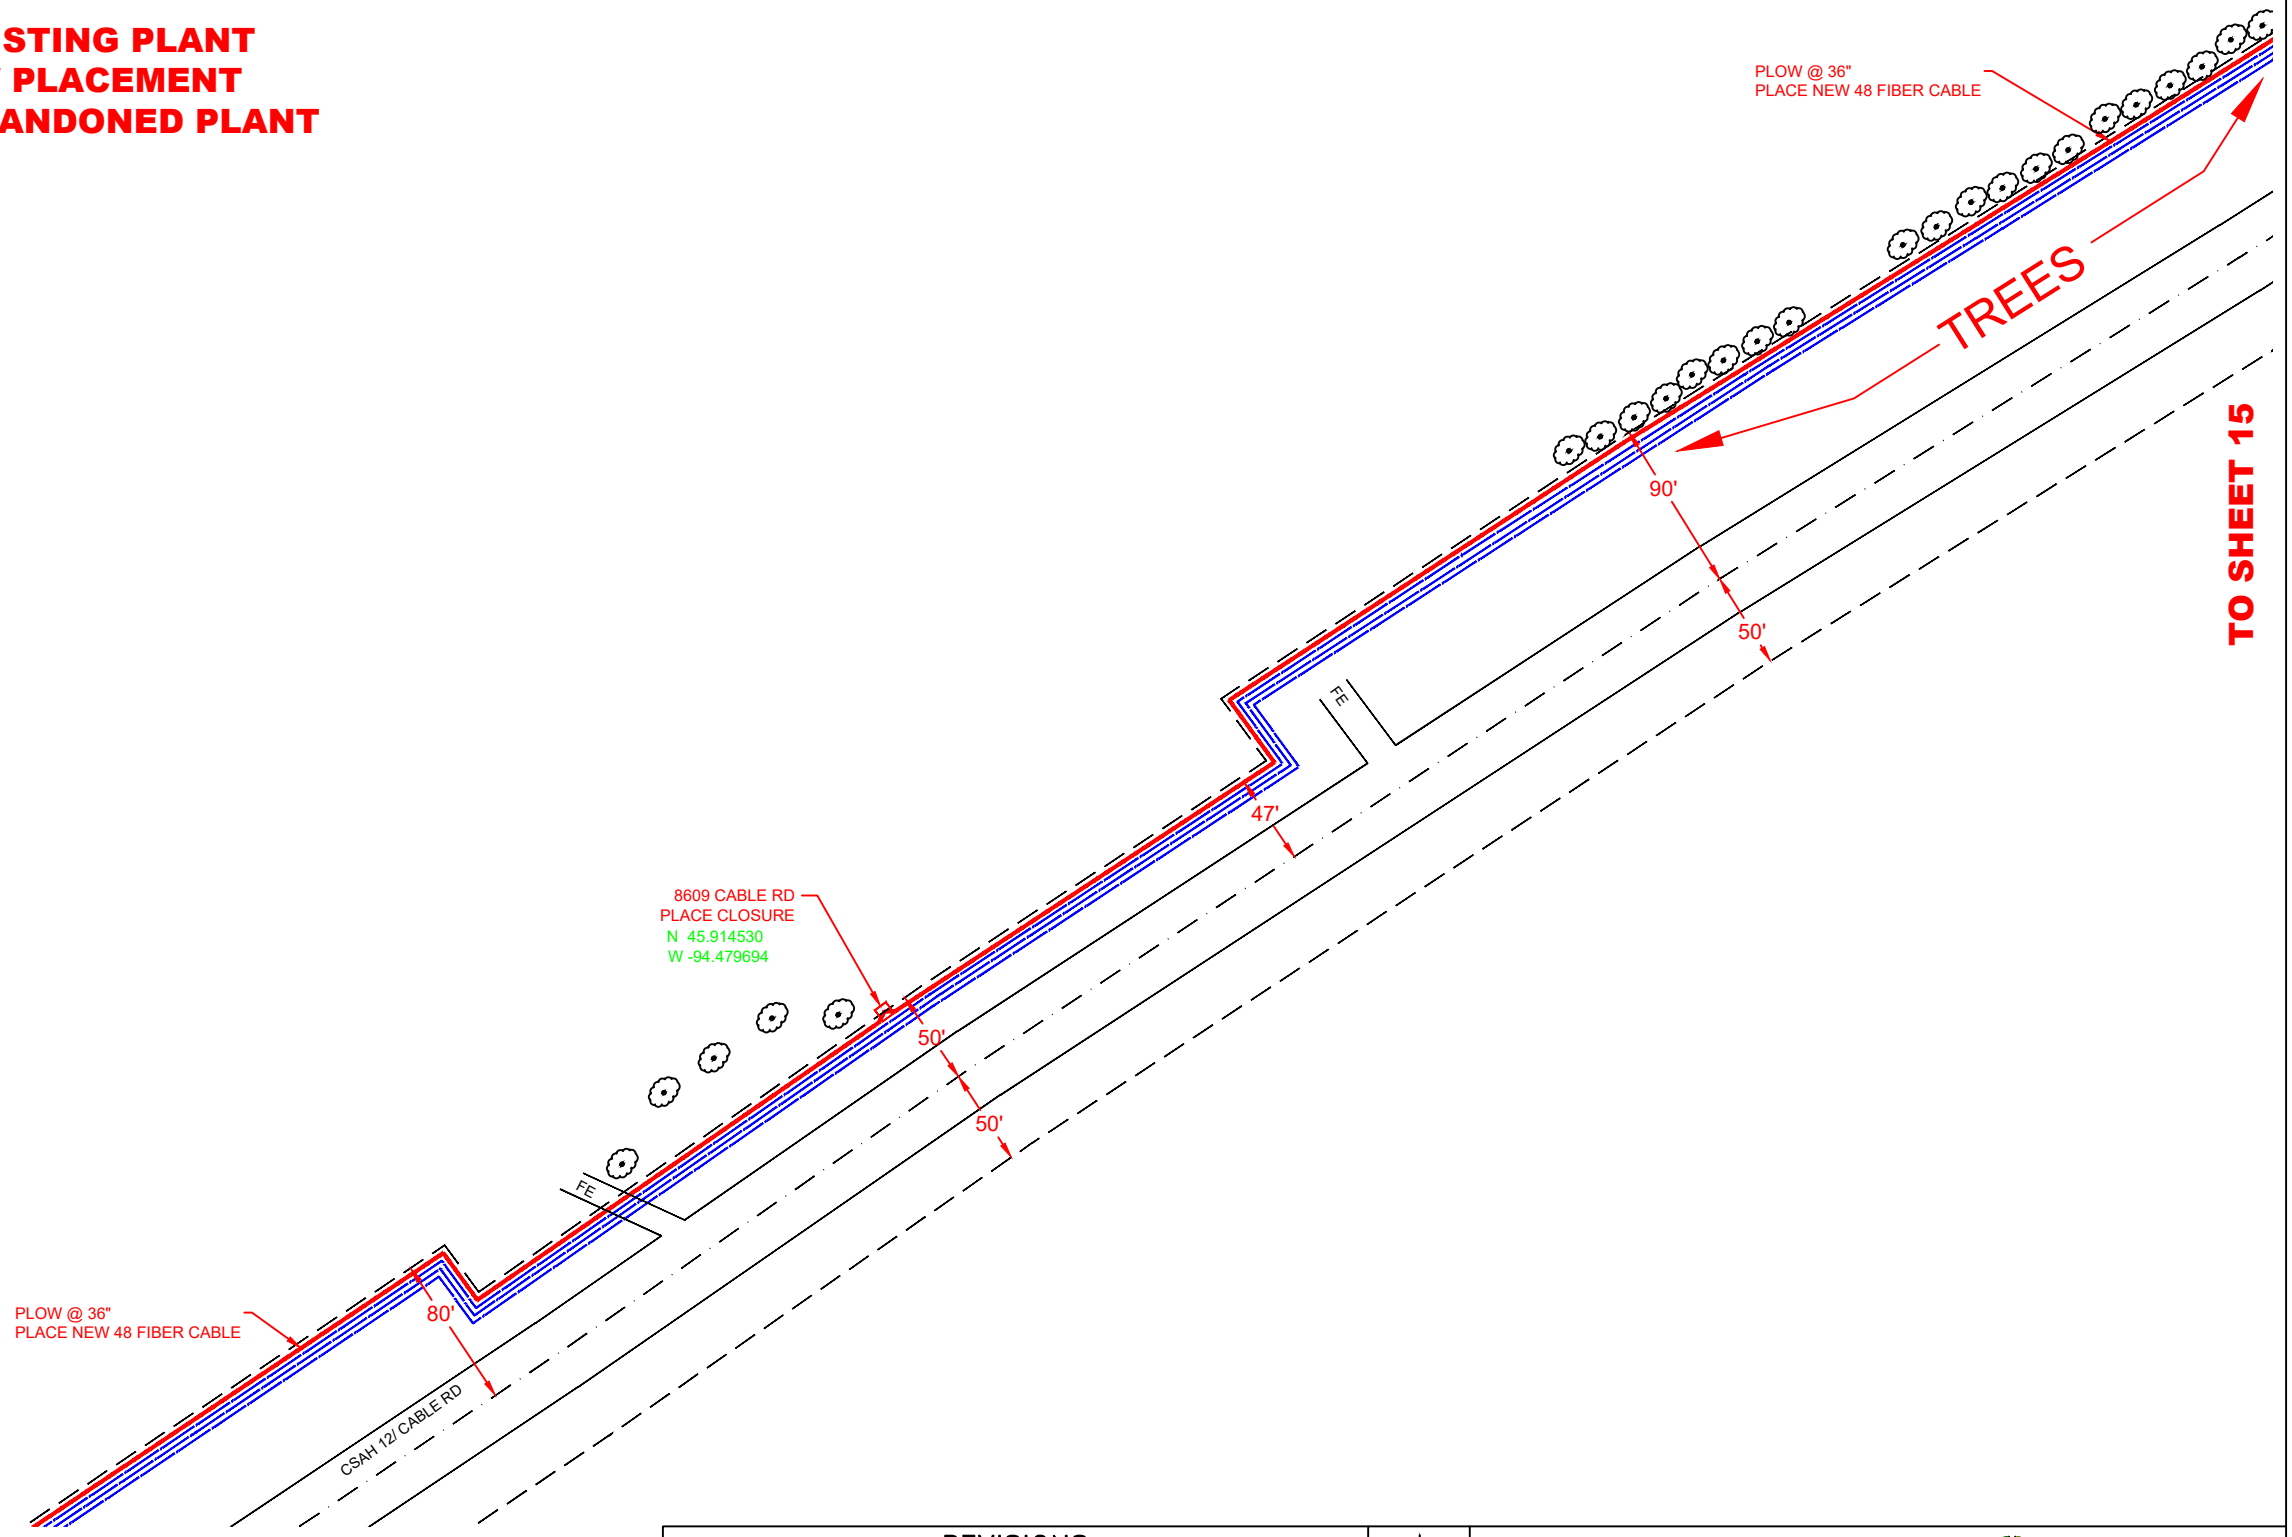 STING PLANT
PLACEMENT
ANDONED PLANT
PLOW @ 36"
PLACE NEW 48 FIBER CABLE
TREES
TO SHEET 15
90'
50'
FE
47'
8609 CABLE RD
PLACE CLOSURE
N 45.914530
W -94.479694
50'
50'
FE
80'
PLOW @ 36"
PLACE NEW 48 FIBER CABLE
CSAH 12/ CABLE RD
REVISIONS